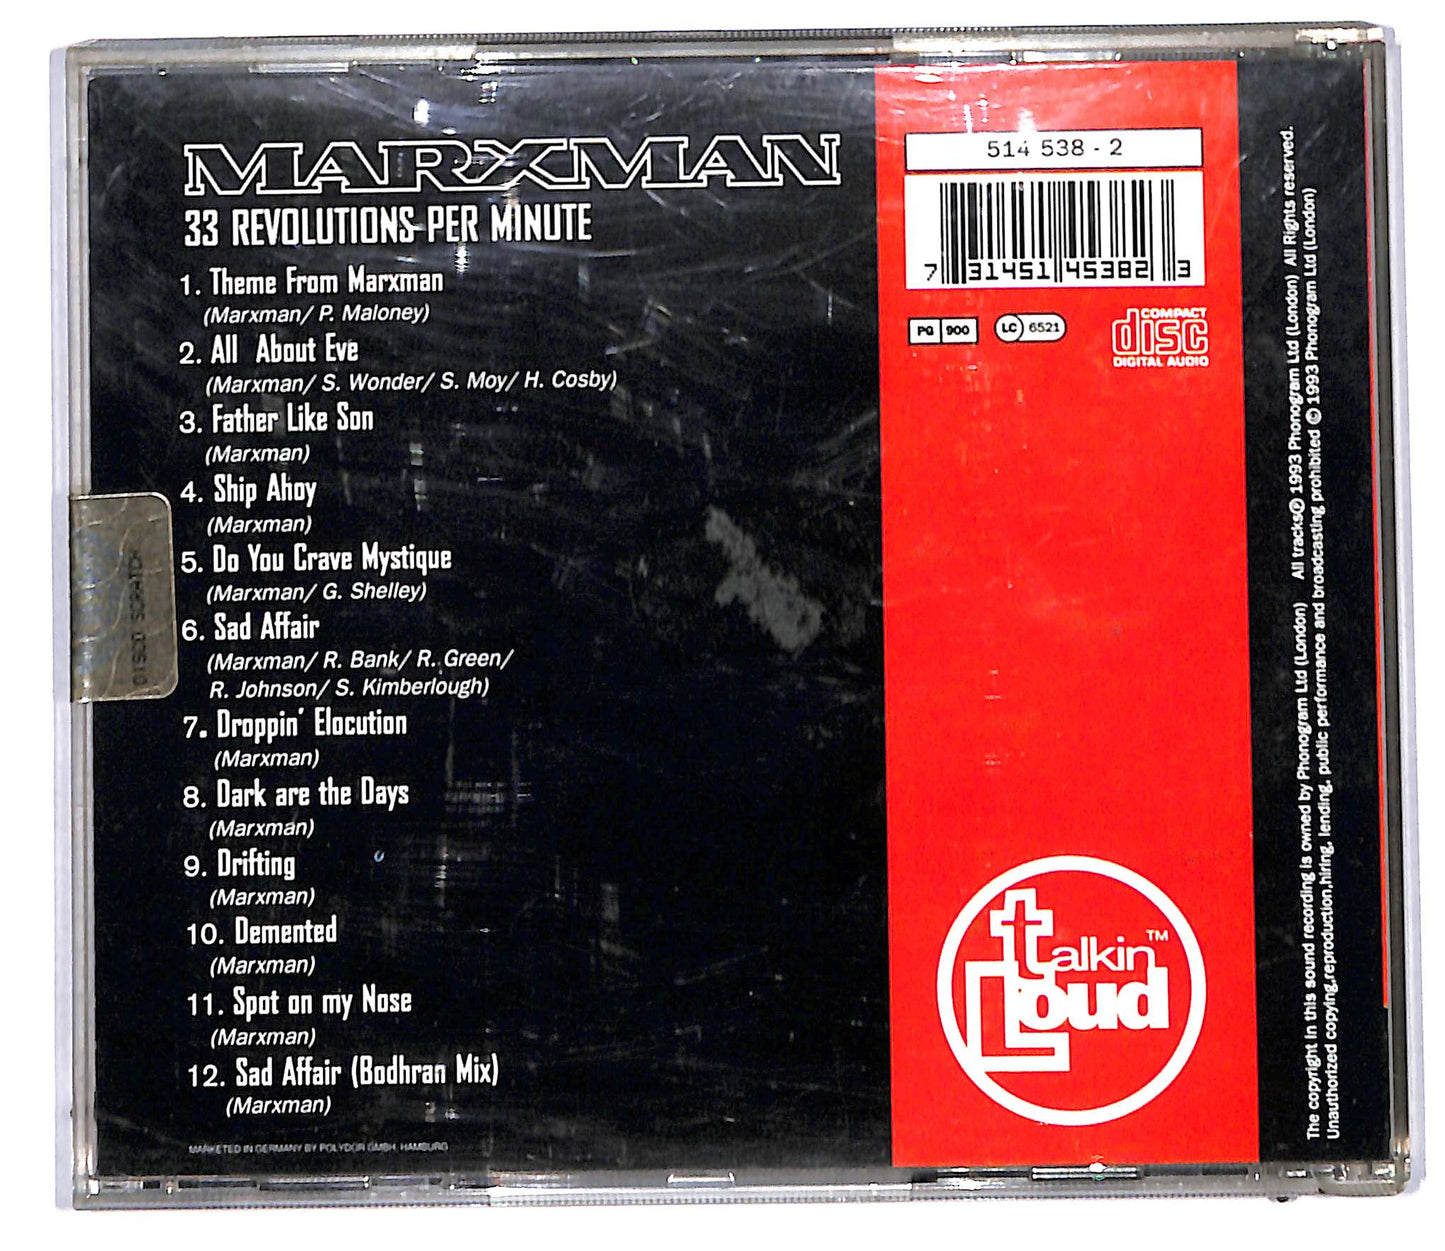 MARXMAN
33 REVOLUTIONS PER MINUTE
1. Theme From Marxman
(Marxman/ P. Maloney)
2. All About Eve
(Marxman/ S. Wonder/ S. Moy/ H. Cosby)
3. Father Like Son
(Marxman)
4. Ship Ahoy
(Marxman)
5. Do You Crave Mystique
(Marxman/ G. Shelley)
6. Sad Affair
(Marxman/ R. Bank/ R. Green/
R. Johnson/ S. Kimberlough)
7. Droppin' Elocution
(Marxman)
8. Dark are the Days
(Marxman)
9. Drifting
(Marxman)
10. Demented
(Marxman)
11. Spot on my Nose
(Marxman)
12. Sad Affair (Bodhran Mix)
(Marxman)
MARKETED IN GERMANY BY POLYDOR GMBH, HAMBURG
514 538 - 2
7 31451 45382 3
PG 900
LC 6521
COMPACT
disc
DIGITAL AUDIO
talkin™
Loud
The copyright in this sound recording is owned by Phonogram Ltd (London) All tracks℗ 1993 Phonogram Ltd (London) All Rights reserved.
Unauthorized copying,reproduction,hiring, lending, public performance and broadcasting prohibited © 1993 Phonogram Ltd (London)